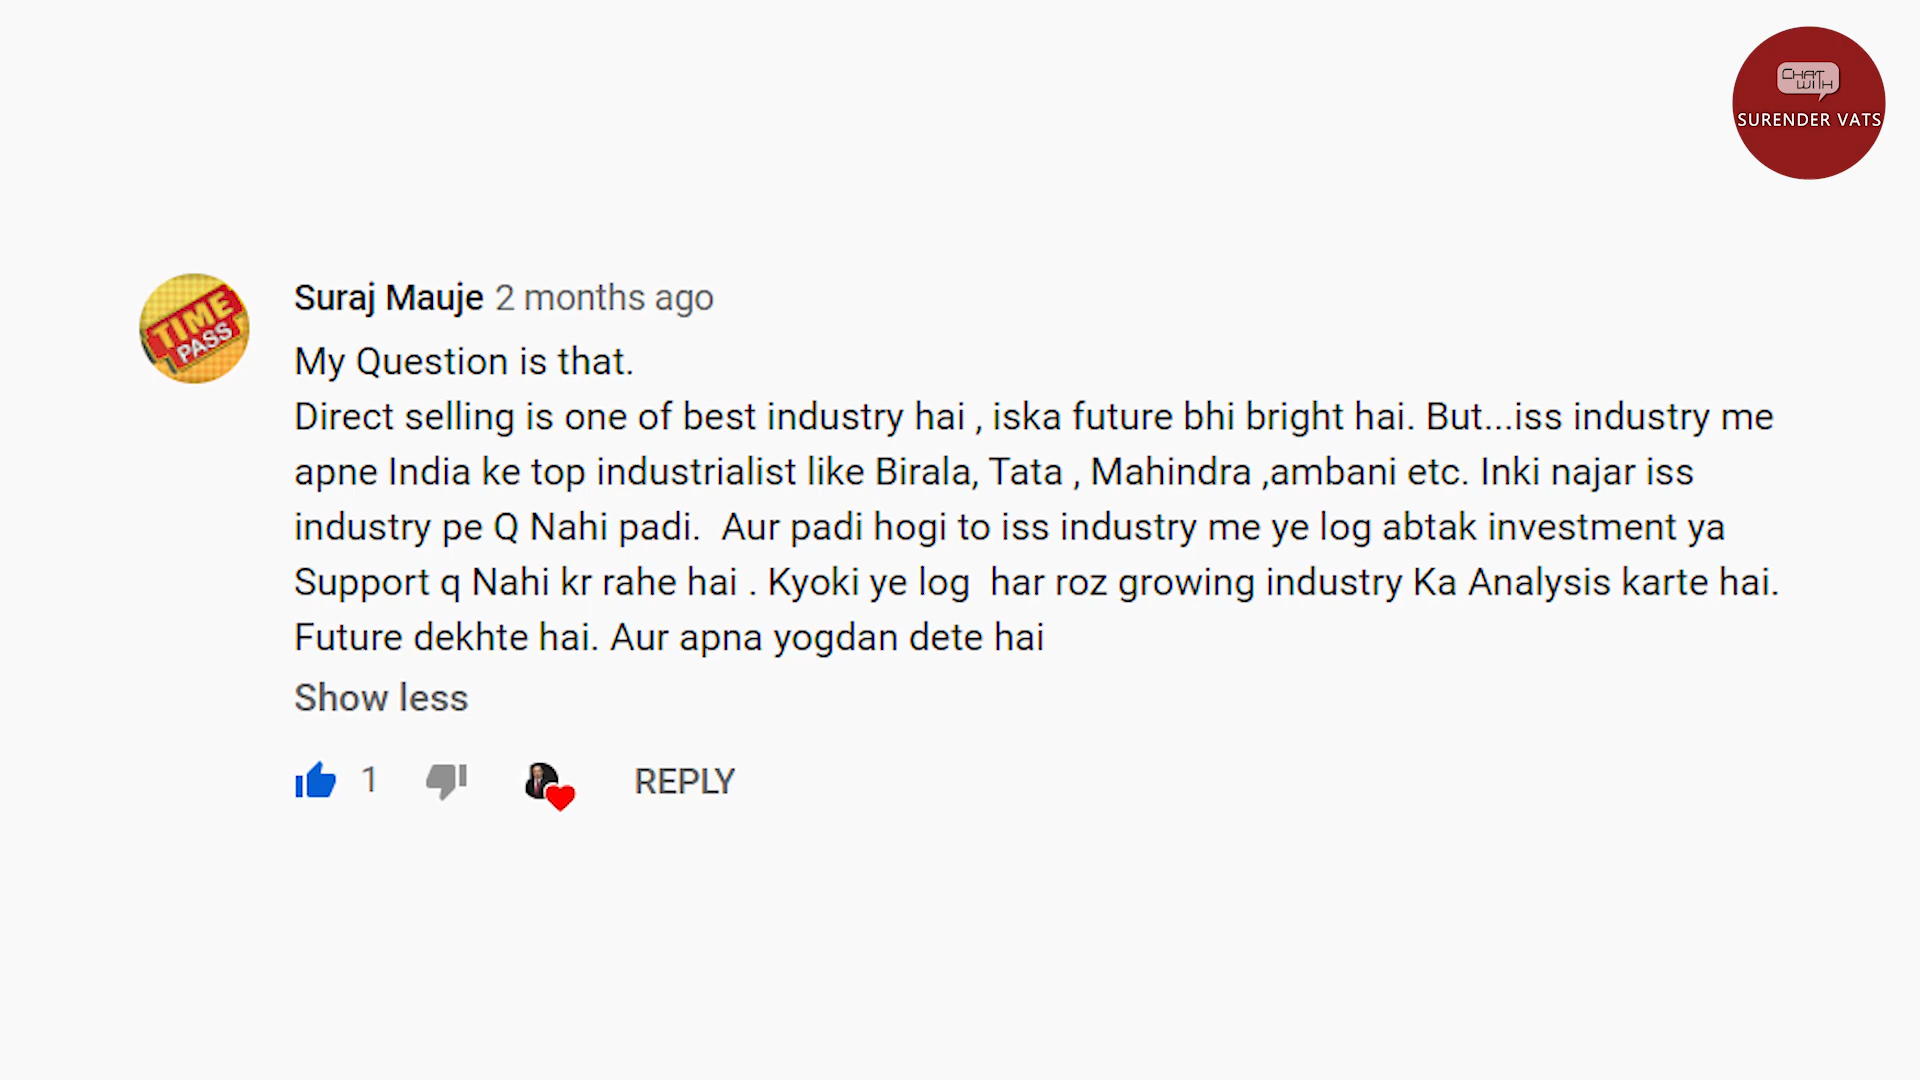 CHAT
WITH
SURENDER VATS
TIME
PASS
Suraj Mauje 2 months ago
My Question is that.
Direct selling is one of best industry hai , iska future bhi bright hai. But...iss industry me
apne India ke top industrialist like Birala, Tata , Mahindra ,ambani etc. Inki najar iss
industry pe Q Nahi padi.  Aur padi hogi to iss industry me ye log abtak investment ya
Support q Nahi kr rahe hai . Kyoki ye log  har roz growing industry Ka Analysis karte hai.
Future dekhte hai. Aur apna yogdan dete hai
Show less
1 REPLY